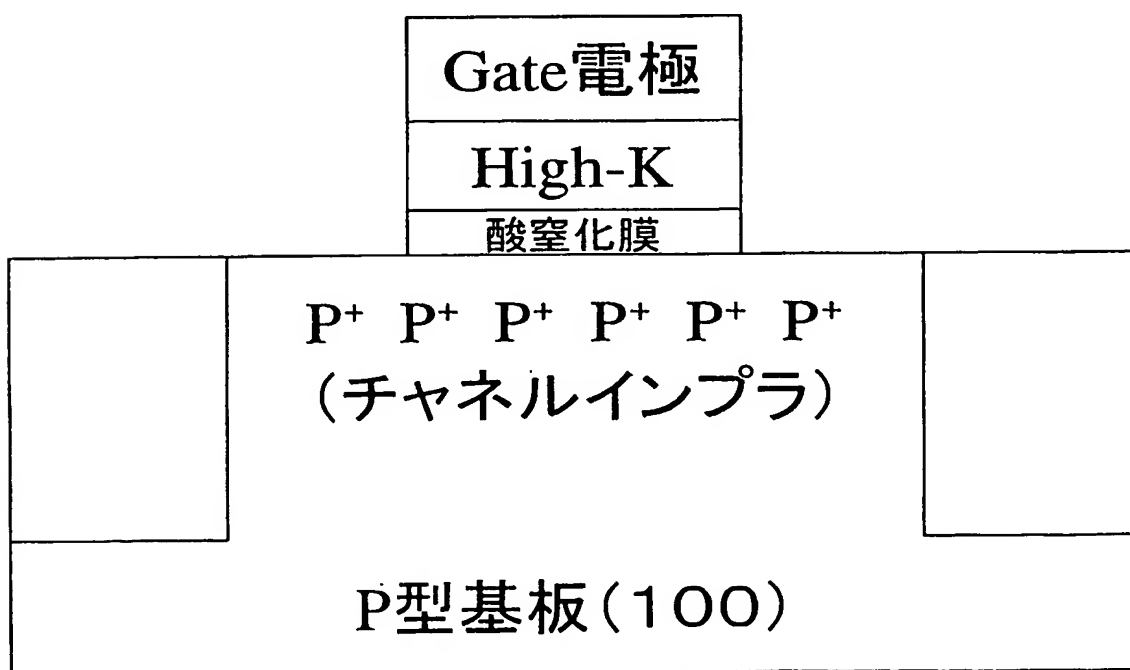 Gate電極
High-K
酸窒化膜
P⁺ P⁺ P⁺ P⁺ P⁺ P⁺
(チャネルインプラ)
P型基板(100)